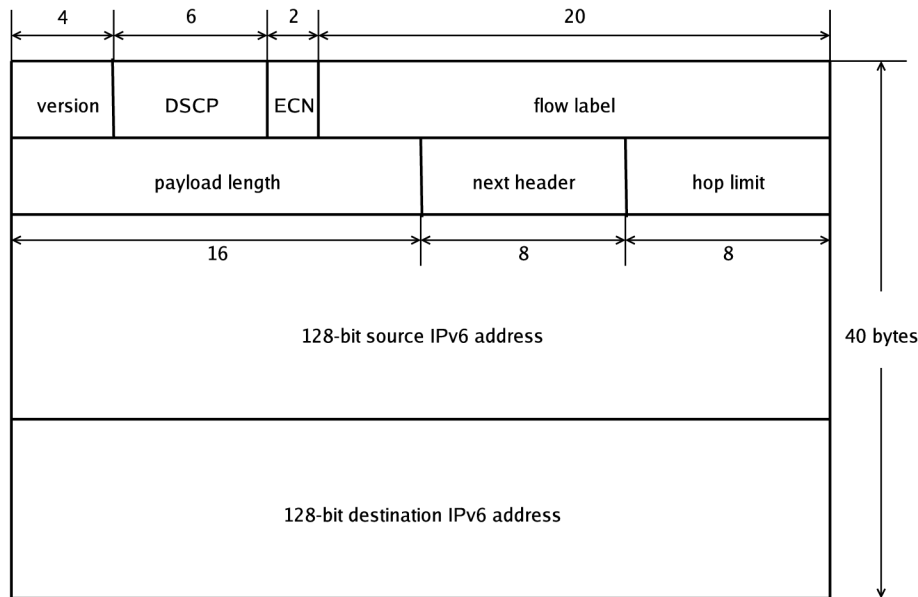 4 6 2 20
version DSCP ECN flow label
payload length next header hop limit
16 8 8
128-bit source IPv6 address
40 bytes
128-bit destination IPv6 address